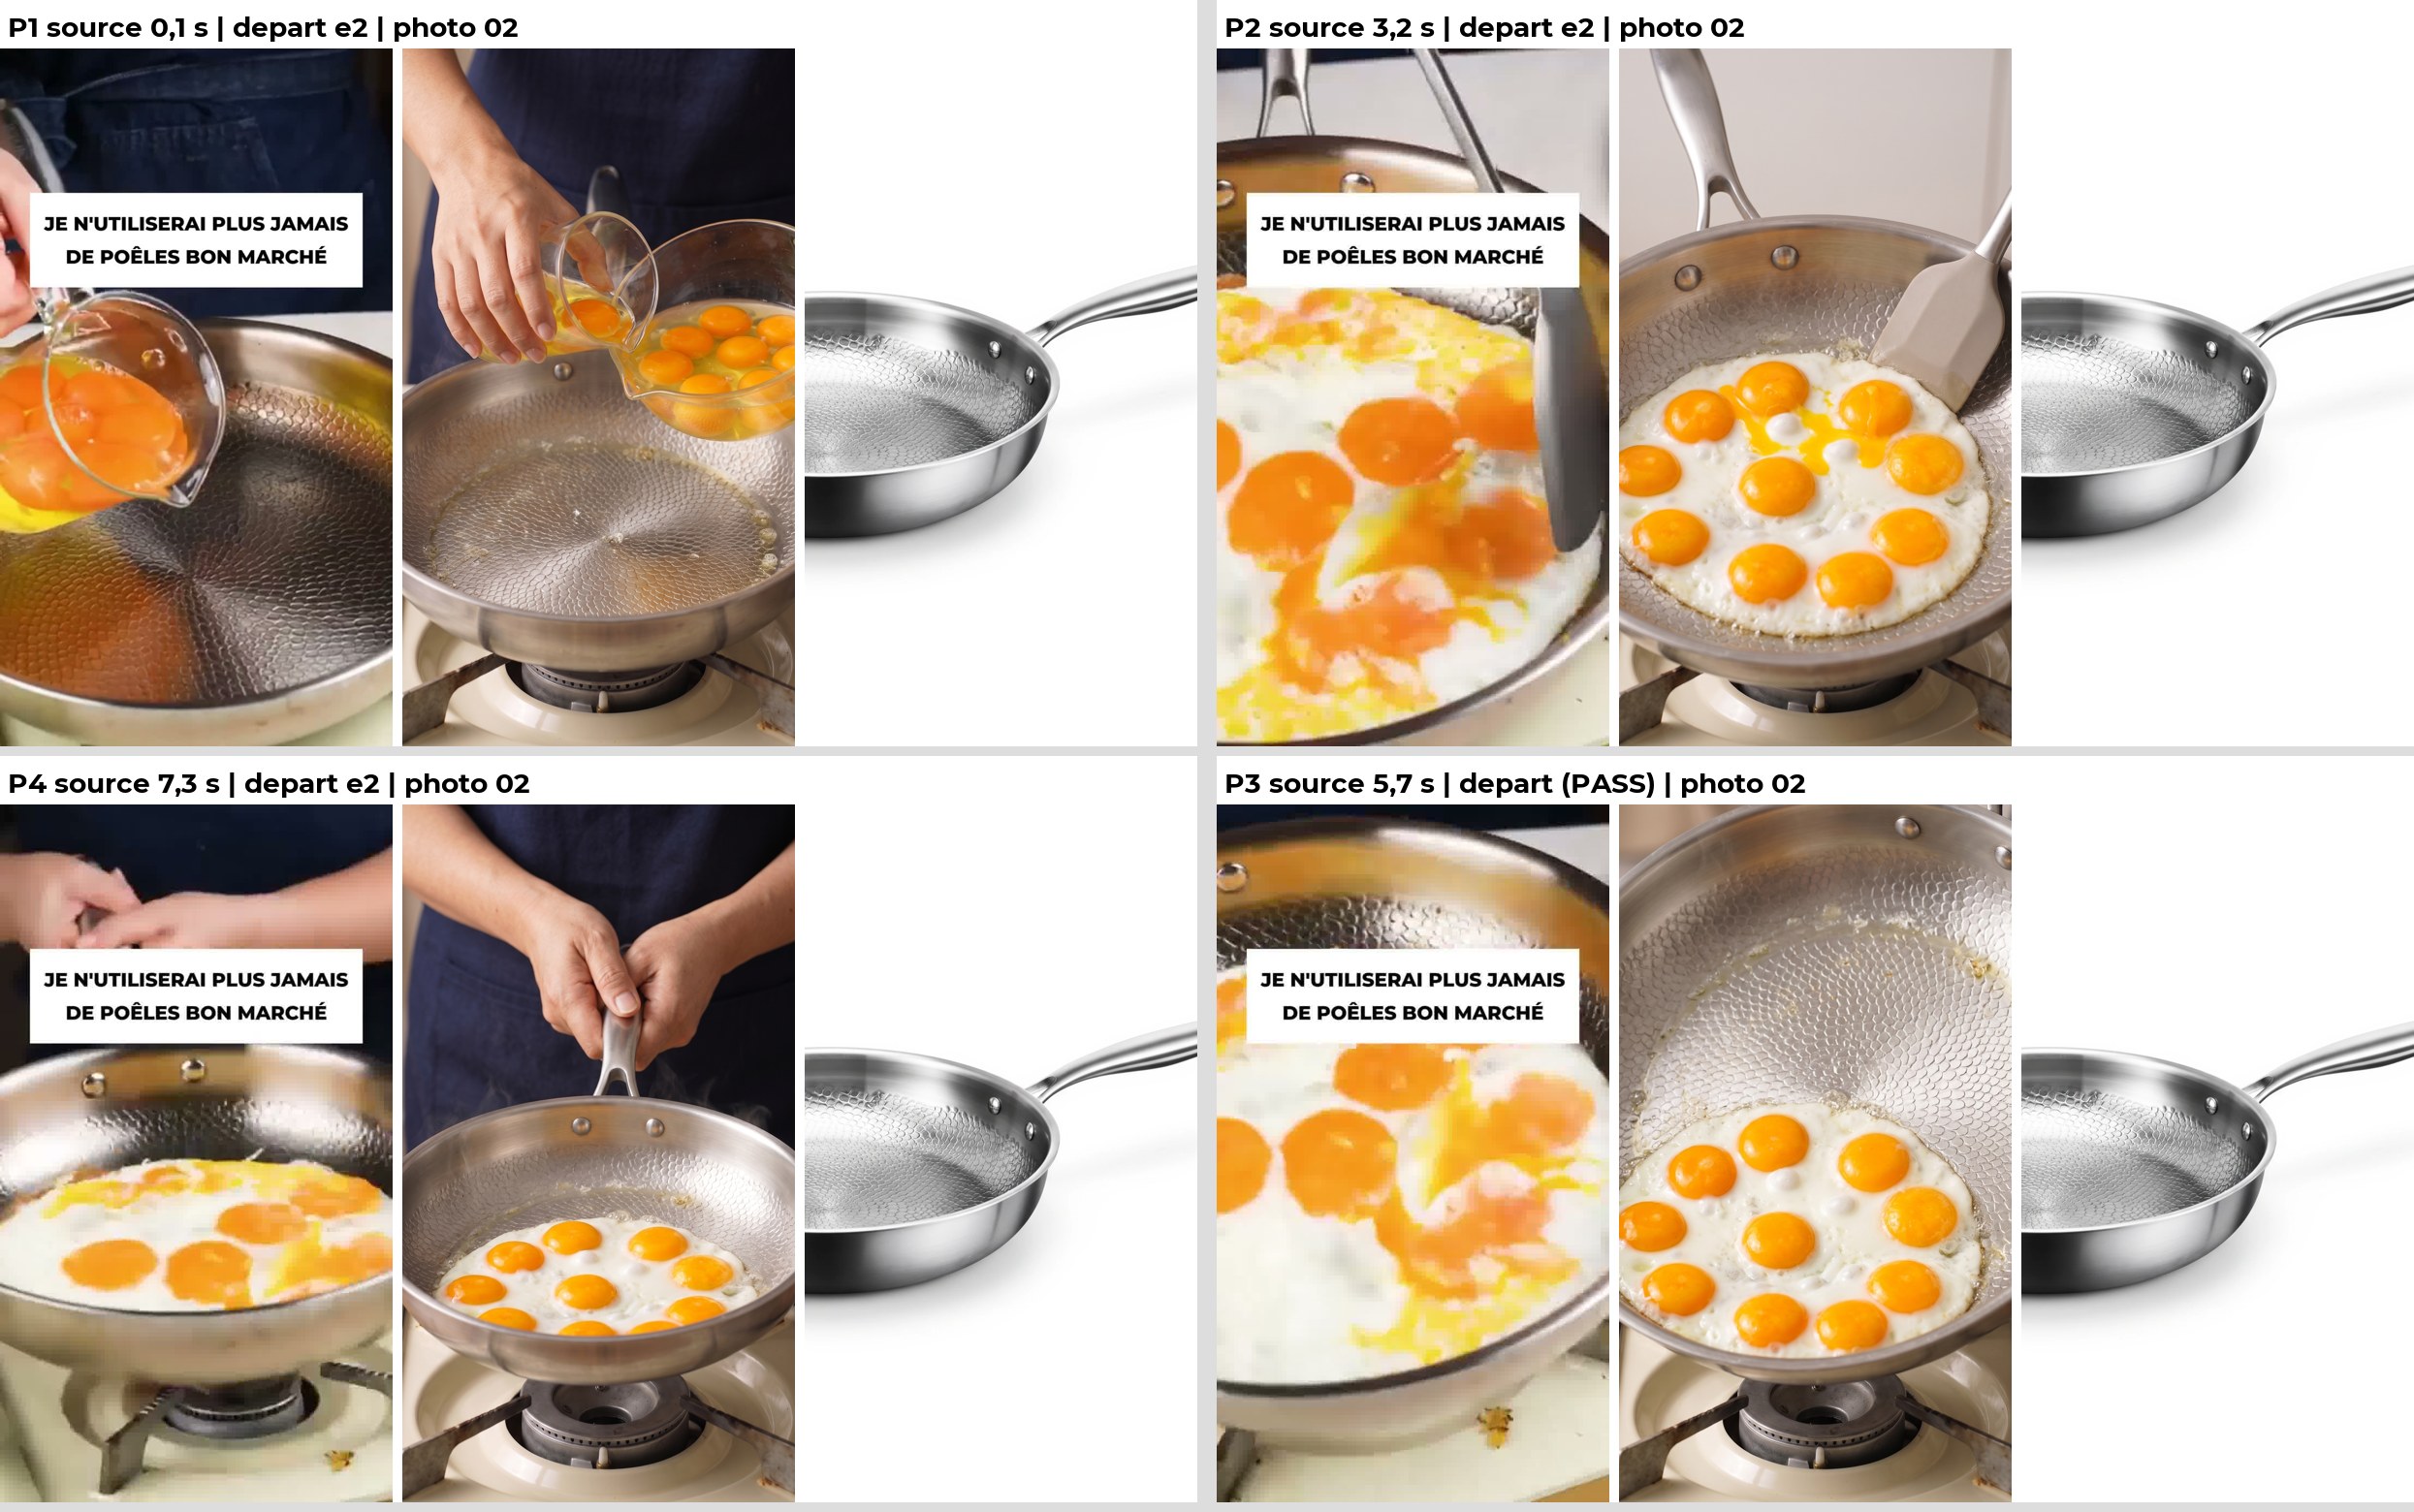 P1 source 0,1 s | depart e2 | photo 02
JE N'UTILISERAI PLUS JAMAIS
DE POÊLES BON MARCHÉ
P2 source 3,2 s | depart e2 | photo 02
JE N'UTILISERAI PLUS JAMAIS
DE POÊLES BON MARCHÉ
P4 source 7,3 s | depart e2 | photo 02
JE N'UTILISERAI PLUS JAMAIS
DE POÊLES BON MARCHÉ
P3 source 5,7 s | depart (PASS) | photo 02
JE N'UTILISERAI PLUS JAMAIS
DE POÊLES BON MARCHÉ